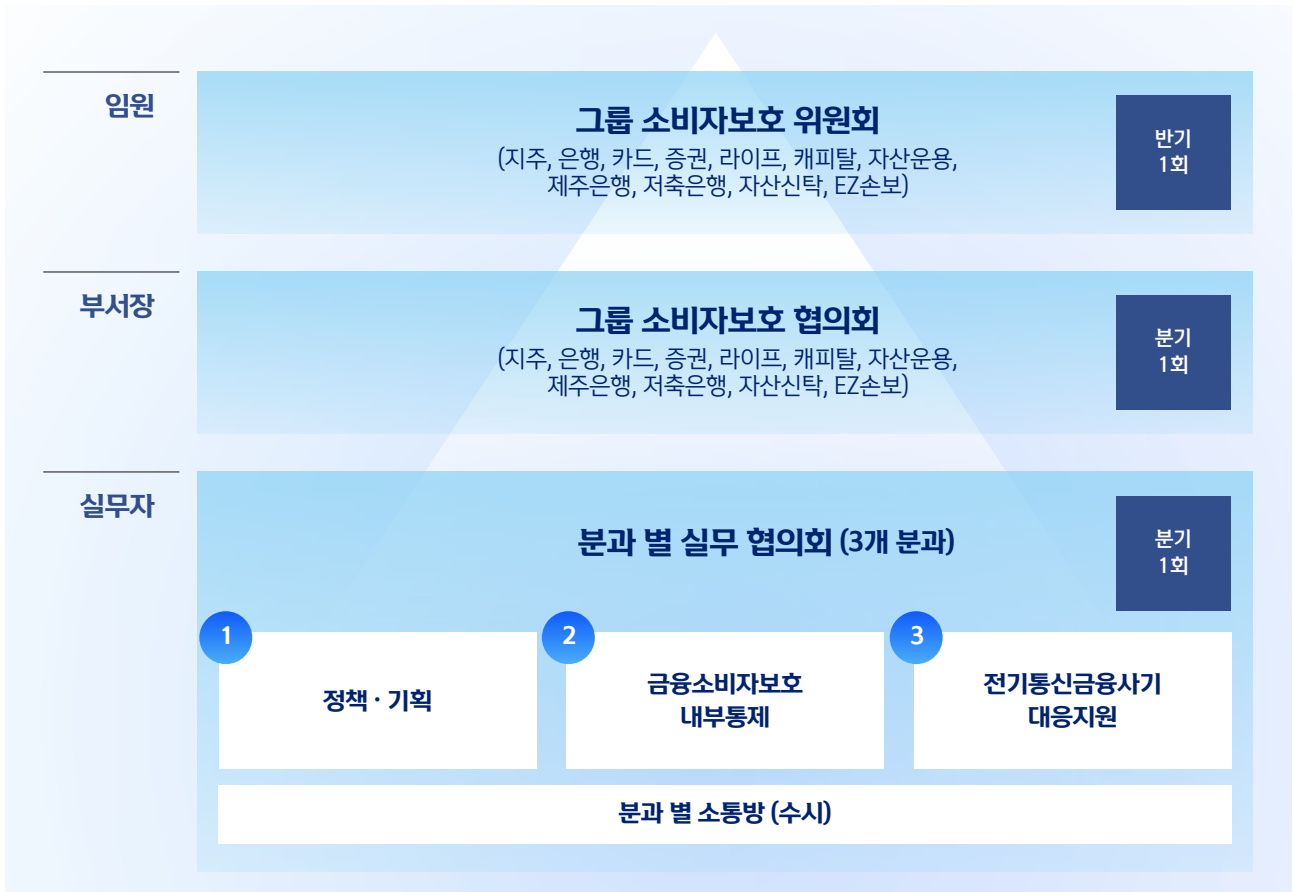 임원
그룹 소비자보호 위원회
(지주, 은행, 카드, 증권, 라이프, 캐피탈, 자산운용,
제주은행, 저축은행, 자산신탁, EZ손보)
반기
1회
부서장
그룹 소비자보호 협의회
(지주, 은행, 카드, 증권, 라이프, 캐피탈, 자산운용,
제주은행, 저축은행, 자산신탁, EZ손보)
분기
1회
실무자
분과 별 실무 협의회 (3개 분과)
분기
1회
1
정책 · 기획
2
금융소비자보호
내부통제
3
전기통신금융사기
대응지원
분과 별 소통방 (수시)